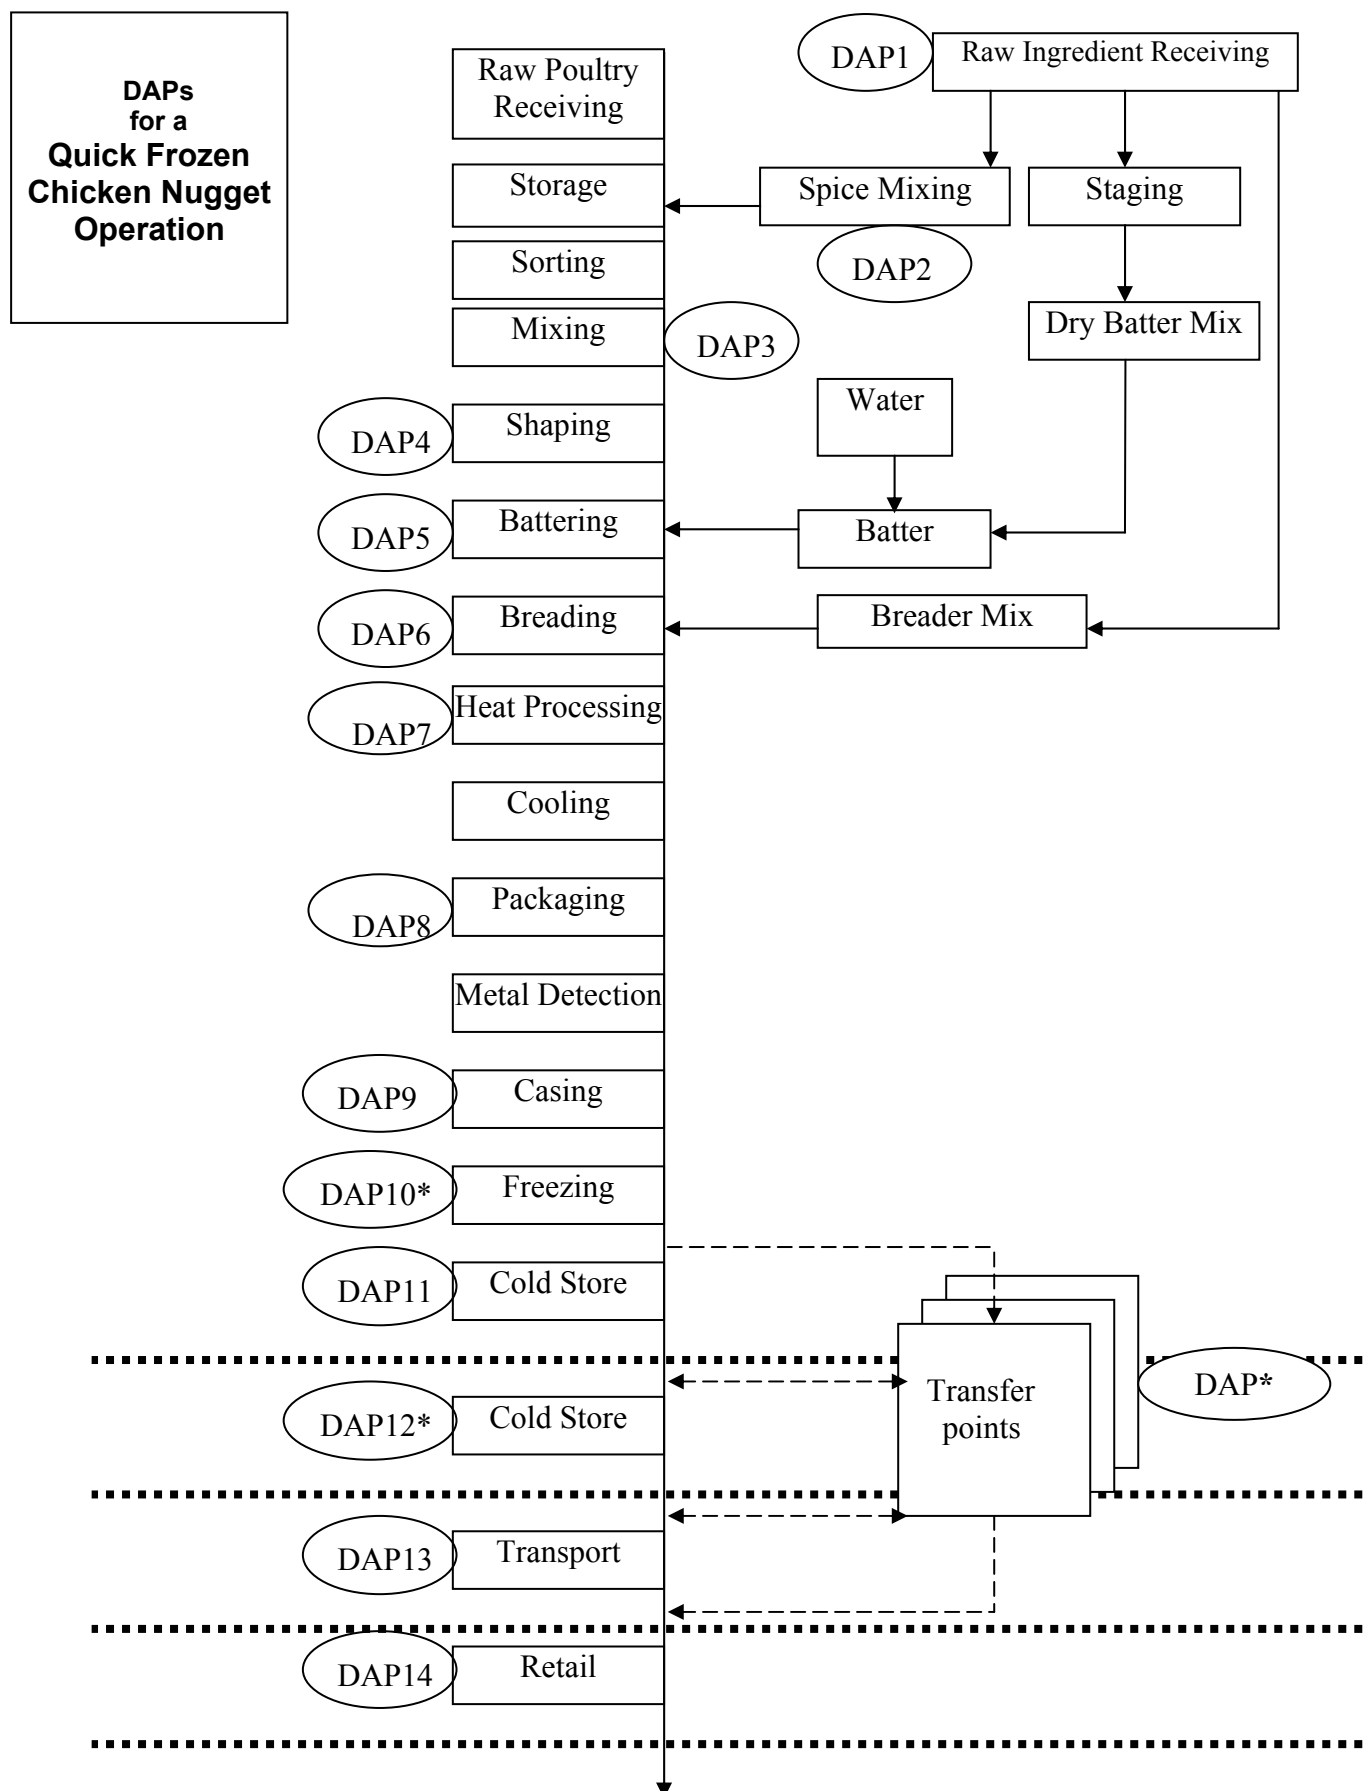 DAPs
for a
Quick Frozen
Chicken Nugget
Operation
DAP1
Raw Ingredient Receiving
Raw Poultry
Receiving
Storage
Spice Mixing
Staging
DAP2
Sorting
Mixing
DAP3
Dry Batter Mix
Water
DAP4
Shaping
DAP5
Battering
Batter
DAP6
Breading
Breader Mix
DAP7
Heat Processing
Cooling
DAP8
Packaging
Metal Detection
DAP9
Casing
DAP10*
Freezing
DAP11
Cold Store
Transfer
points
DAP*
DAP12*
Cold Store
DAP13
Transport
DAP14
Retail